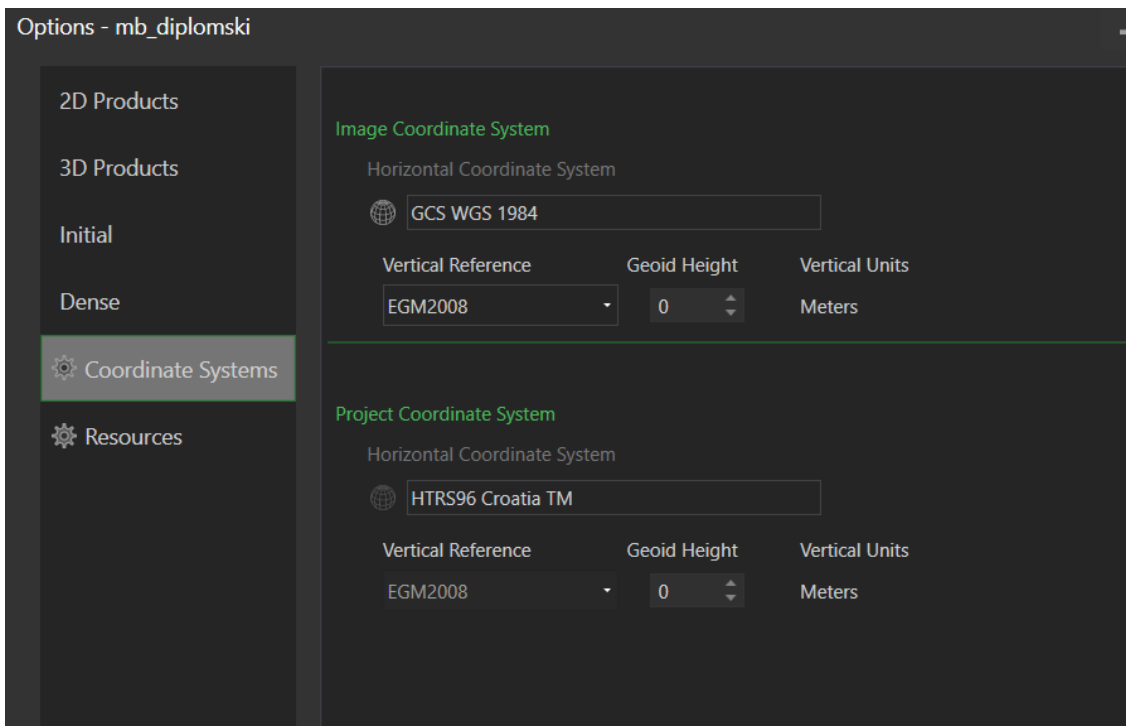 Options - mb_diplomski
2D Products
3D Products
Initial
Dense
Coordinate Systems
Resources
Image Coordinate System
Horizontal Coordinate System
GCS WGS 1984
Vertical Reference Geoid Height Vertical Units
EGM2008 0 Meters
Project Coordinate System
Horizontal Coordinate System
HTRS96 Croatia TM
Vertical Reference Geoid Height Vertical Units
EGM2008 0 Meters